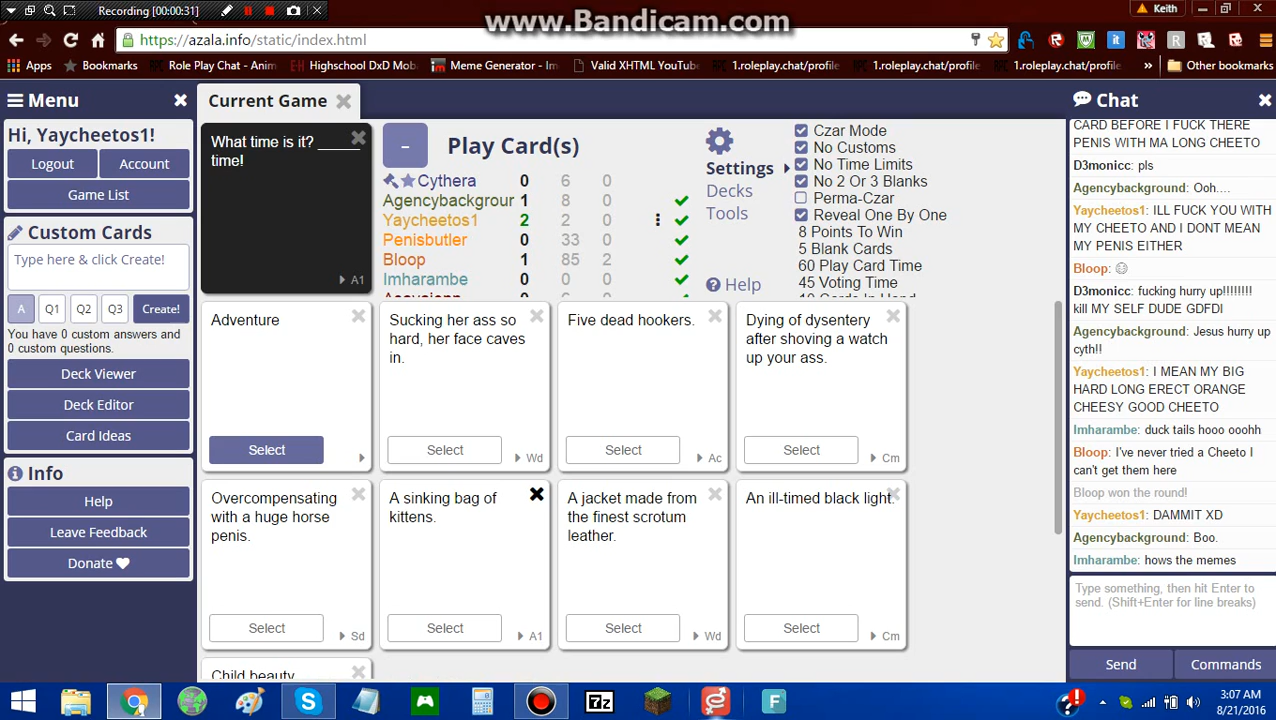 Recording [00:00:31]
www.Bandicam.com
Keith
https://azala.info/static/index.html
Apps
Bookmarks
Role Play Chat - Anim
Highschool DxD Mob
Meme Generator - Im
Valid XHTML YouTube
1.roleplay.chat/profile
1.roleplay.chat/profile
1.roleplay.chat/profile
»
Other bookmarks
Menu
Hi, Yaycheetos1!
Logout
Account
Game List
Custom Cards
Type here & click Create!
A
Q1
Q2
Q3
Create!
You have 0 custom answers and
0 custom questions.
Deck Viewer
Deck Editor
Card Ideas
Info
Help
Leave Feedback
Donate
Current Game
What time is it? _____
time!
A1
–
Play Card(s)
Cythera 0 6 0
Agencybackgrour 1 8 0
Yaycheetos1 2 2 0
Penisbutler 0 33 0
Bloop 1 85 2
Imharambe 0 0 0
Settings
Decks
Tools
Help
Czar Mode
No Customs
No Time Limits
No 2 Or 3 Blanks
Perma-Czar
Reveal One By One
8 Points To Win
5 Blank Cards
60 Play Card Time
45 Voting Time
10 Cards In Hand
Adventure
Select
Sucking her ass so
hard, her face caves
in.
Select
Wd
Five dead hookers.
Select
Ac
Dying of dysentery
after shoving a watch
up your ass.
Select
Cm
Overcompensating
with a huge horse
penis.
Select
Sd
A sinking bag of
kittens.
Select
A1
A jacket made from
the finest scrotum
leather.
Select
Wd
An ill-timed black light.
Select
Cm
Child beauty
Chat
CARD BEFORE I FUCK THERE
PENIS WITH MA LONG CHEETO
D3monicc: pls
Agencybackground: Ooh....
Yaycheetos1: ILL FUCK YOU WITH
MY CHEETO AND I DONT MEAN
MY PENIS EITHER
Bloop: ☺
D3monicc: fucking hurry up!!!!!!!!
kill MY SELF DUDE GDFDI
Agencybackground: Jesus hurry up
cyth!!
Yaycheetos1: I MEAN MY BIG
HARD LONG ERECT ORANGE
CHEESY GOOD CHEETO
Imharambe: duck tails hooo ooohh
Bloop: I've never tried a Cheeto I
can't get them here
Bloop won the round!
Yaycheetos1: DAMMIT XD
Agencybackground: Boo.
Imharambe: hows the memes
Type something, then hit Enter to
send. (Shift+Enter for line breaks)
Send
Commands
3:07 AM
8/21/2016